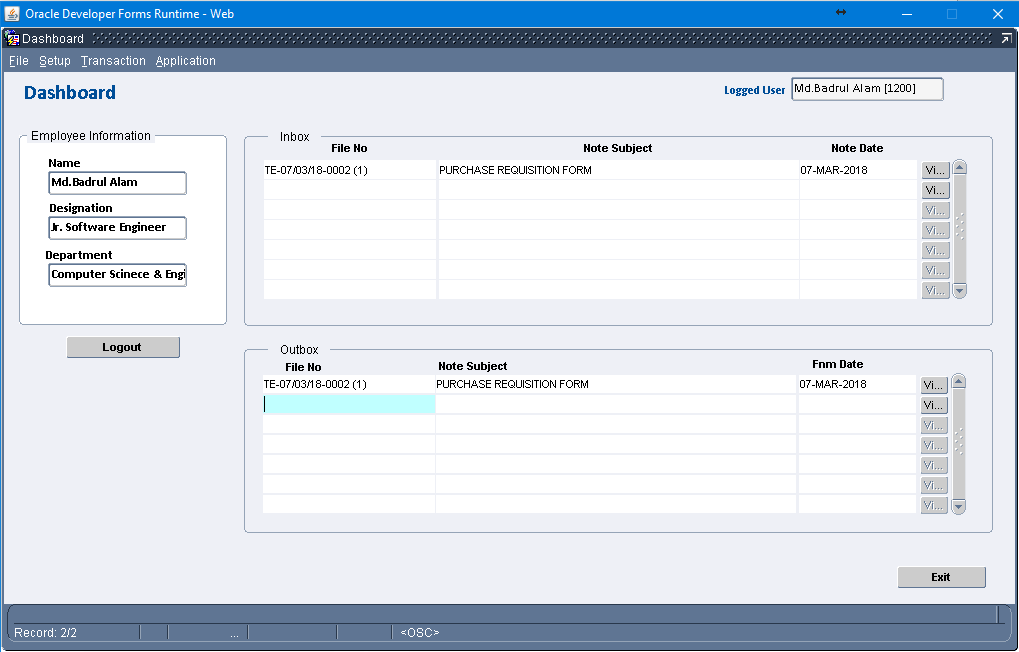 Oracle Developer Forms Runtime - Web
Dashboard
File Setup Transaction Application
Dashboard
Logged User Md.Badrul Alam [1200]
Employee Information
Name
Md.Badrul Alam
Designation
Jr. Software Engineer
Department
Computer Scinece & Engi
Logout
Inbox
File No Note Subject Note Date
TE-07/03/18-0002 (1) PURCHASE REQUISITION FORM 07-MAR-2018 Vi...
Vi...
Vi...
Vi...
Vi...
Vi...
Vi...
Outbox
File No Note Subject Fnm Date
TE-07/03/18-0002 (1) PURCHASE REQUISITION FORM 07-MAR-2018 Vi...
Vi...
Vi...
Vi...
Vi...
Vi...
Vi...
Exit
Record: 2/2 ... <OSC>